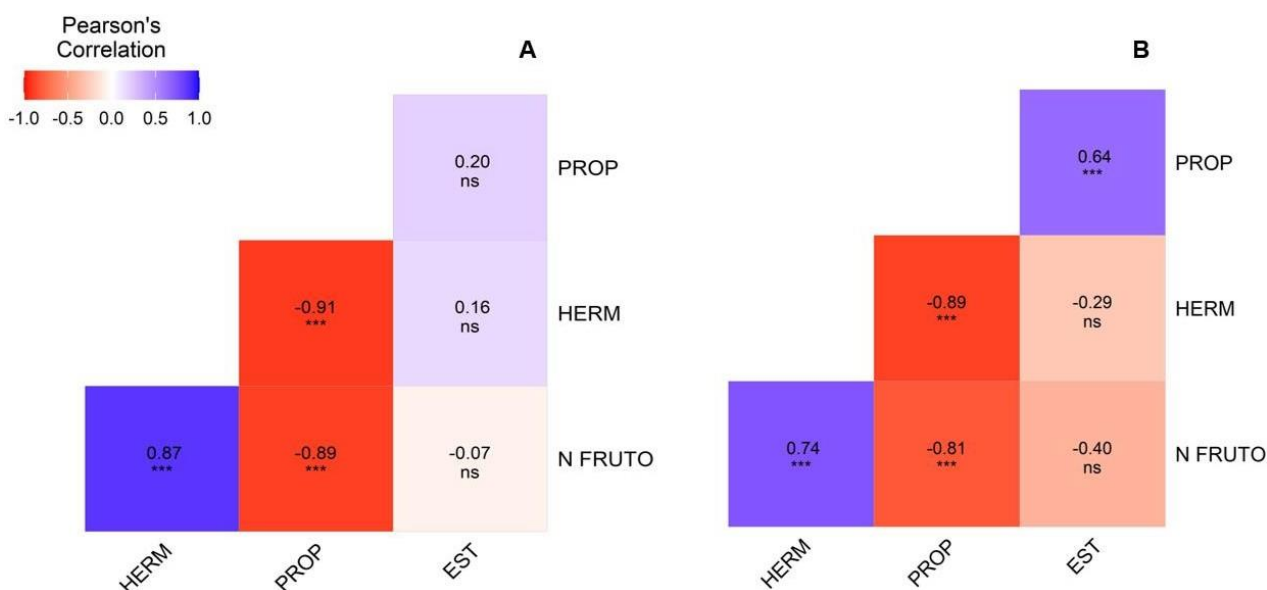 Pearson's
Correlation
-1.0 -0.5 0.0 0.5 1.0
A
0.20
ns
PROP
-0.91
***
0.16
ns
HERM
0.87
***
-0.89
***
-0.07
ns
N FRUTO
HERM
PROP
EST
B
0.64
***
PROP
-0.89
***
-0.29
ns
HERM
0.74
***
-0.81
***
-0.40
ns
N FRUTO
HERM
PROP
EST